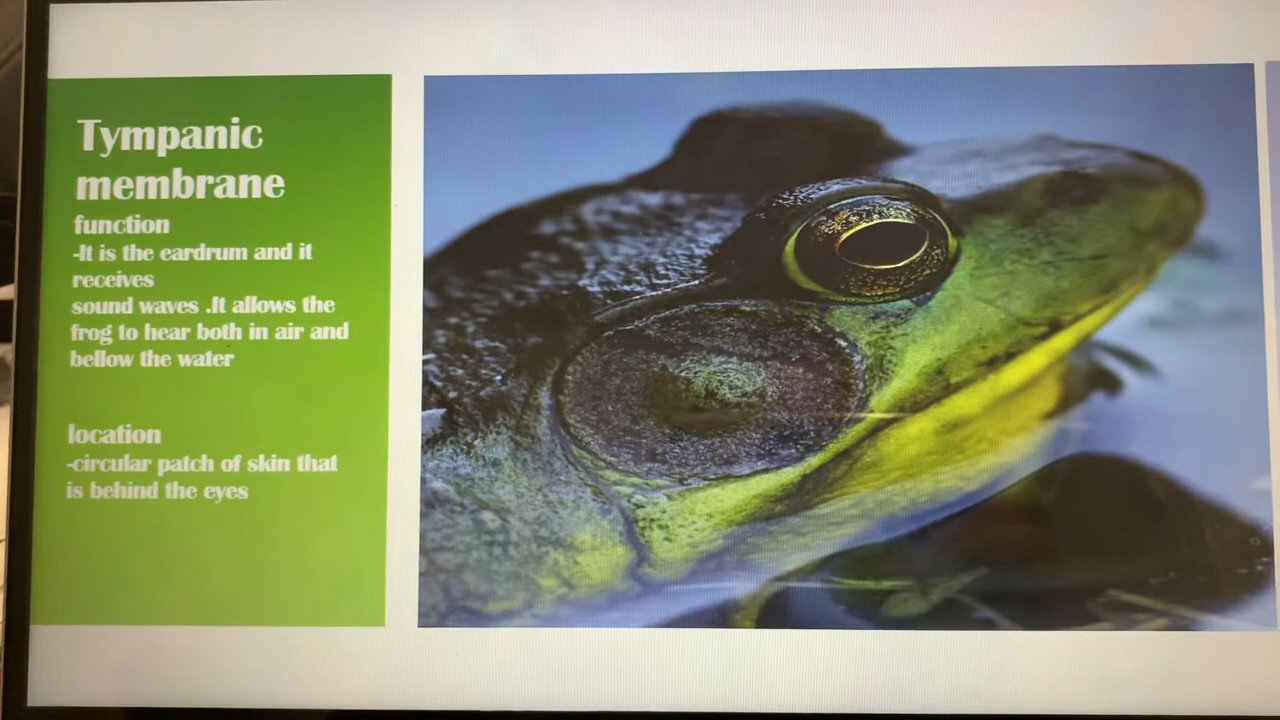 Tympanic
membrane
function
-It is the eardrum and it
receives
sound waves .It allows the
frog to hear both in air and
bellow the water
location
-circular patch of skin that
is behind the eyes